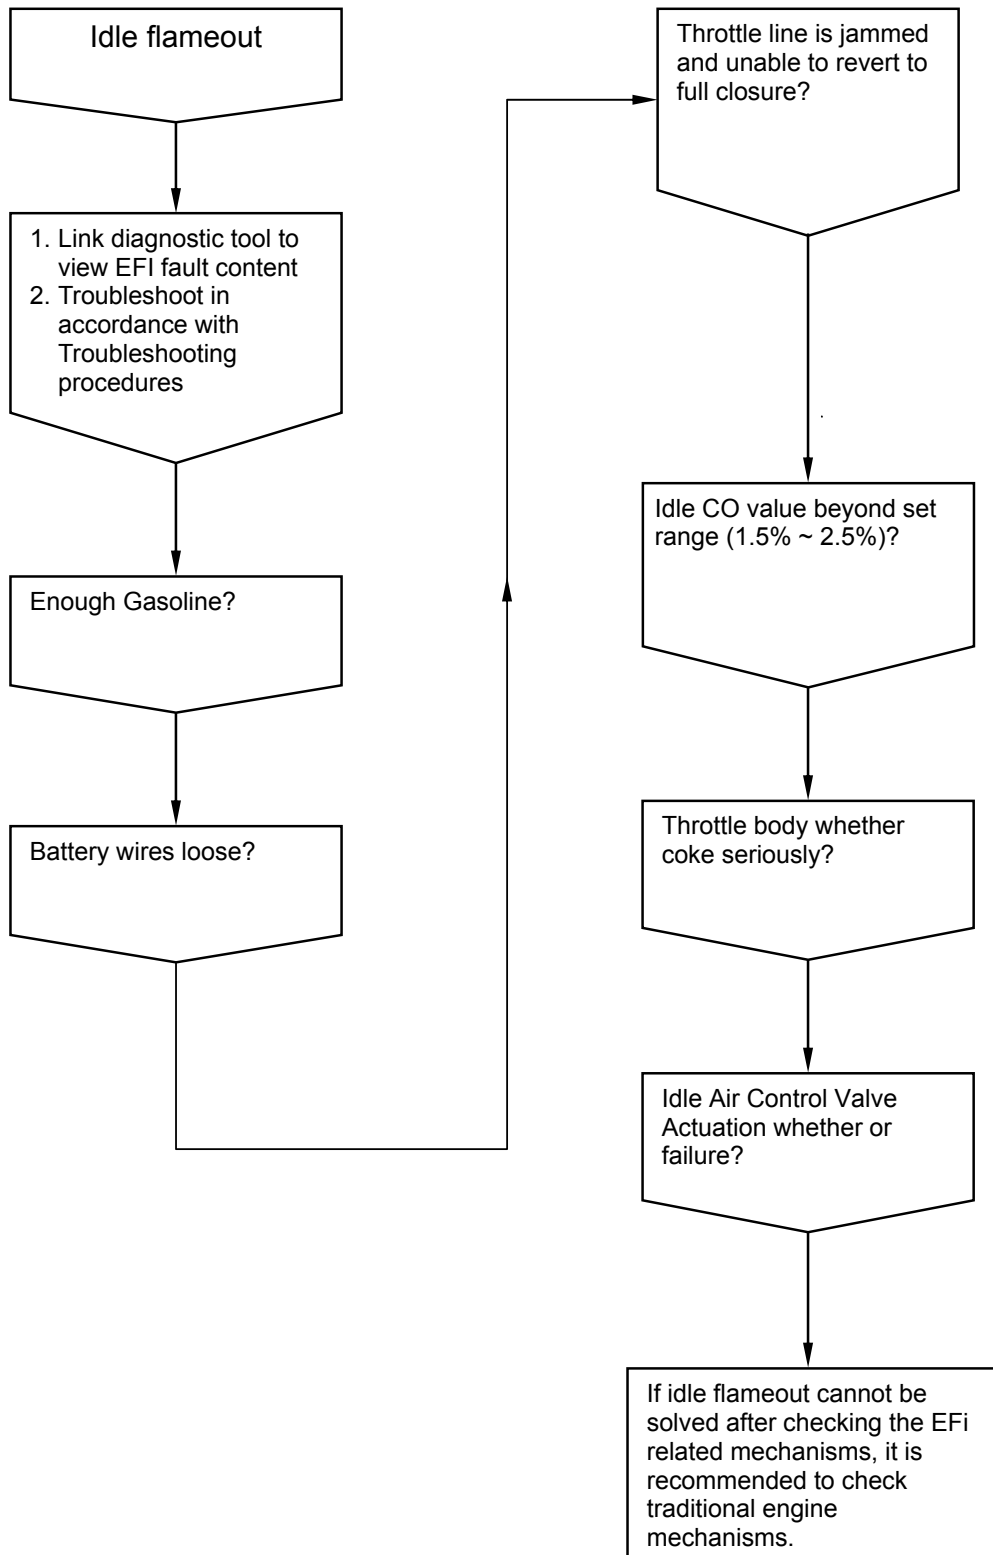 Idle flameout
1. Link diagnostic tool to
view EFI fault content
2. Troubleshoot in
accordance with
Troubleshooting
procedures
Enough Gasoline?
Battery wires loose?
Throttle line is jammed
and unable to revert to
full closure?
Idle CO value beyond set
range (1.5% ~ 2.5%)?
Throttle body whether
coke seriously?
Idle Air Control Valve
Actuation whether or
failure?
If idle flameout cannot be
solved after checking the EFi
related mechanisms, it is
recommended to check
traditional engine
mechanisms.